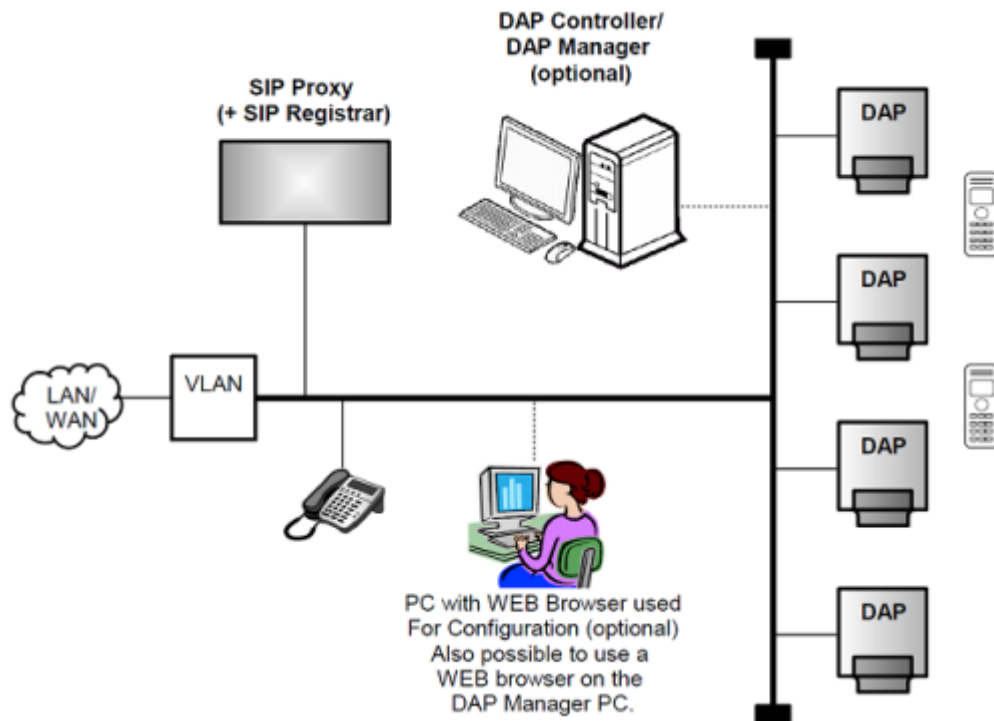 DAP Controller/
DAP Manager
(optional)
SIP Proxy
(+ SIP Registrar)
DAP
DAP
LAN/
WAN
VLAN
DAP
PC with WEB Browser used
For Configuration (optional)
Also possible to use a
WEB browser on the
DAP Manager PC.
DAP